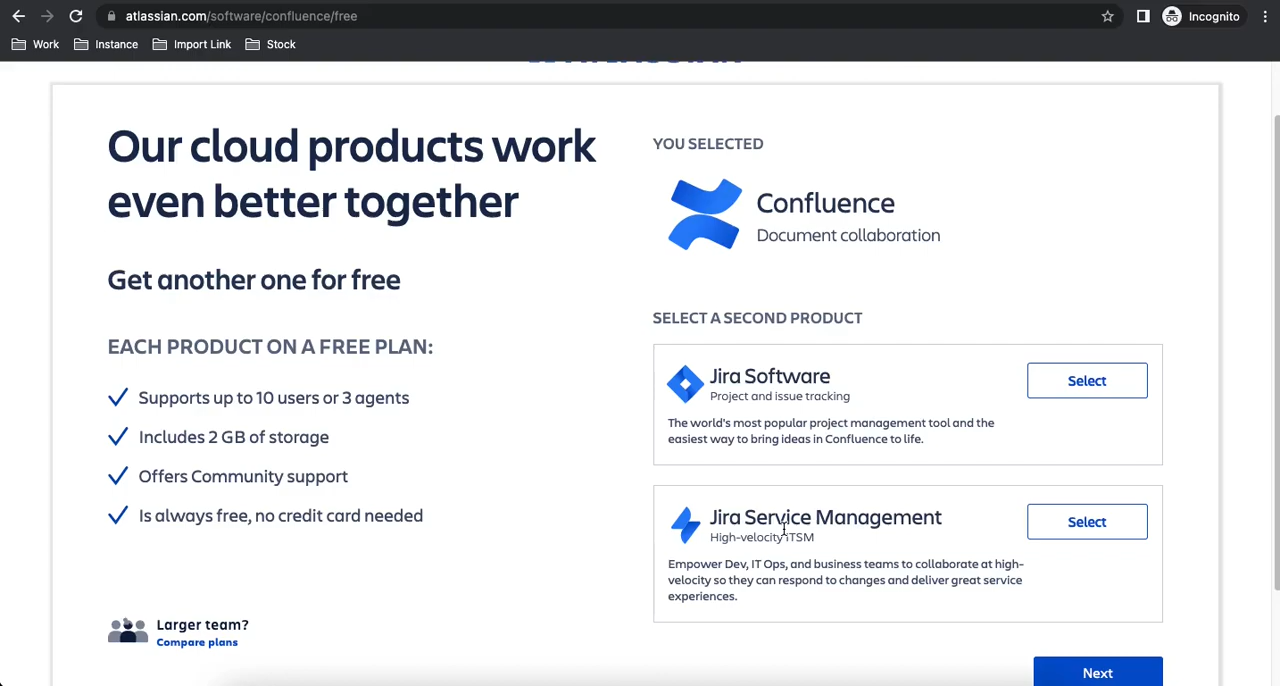 atlassian.com/software/confluence/free
Incognito
Work
Instance
Import Link
Stock
Our cloud products work
even better together
Get another one for free
EACH PRODUCT ON A FREE PLAN:
Supports up to 10 users or 3 agents
Includes 2 GB of storage
Offers Community support
Is always free, no credit card needed
Larger team?
Compare plans
YOU SELECTED
Confluence
Document collaboration
SELECT A SECOND PRODUCT
Jira Software
Project and issue tracking
Select
The world's most popular project management tool and the
easiest way to bring ideas in Confluence to life.
Jira Service Management
High-velocity ITSM
Select
Empower Dev, IT Ops, and business teams to collaborate at high-
velocity so they can respond to changes and deliver great service
experiences.
Next